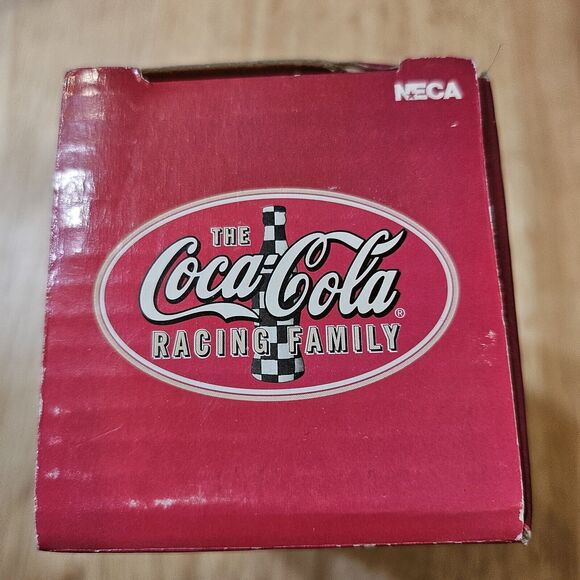 NECA
THE
Coca-Cola®
RACING FAMILY